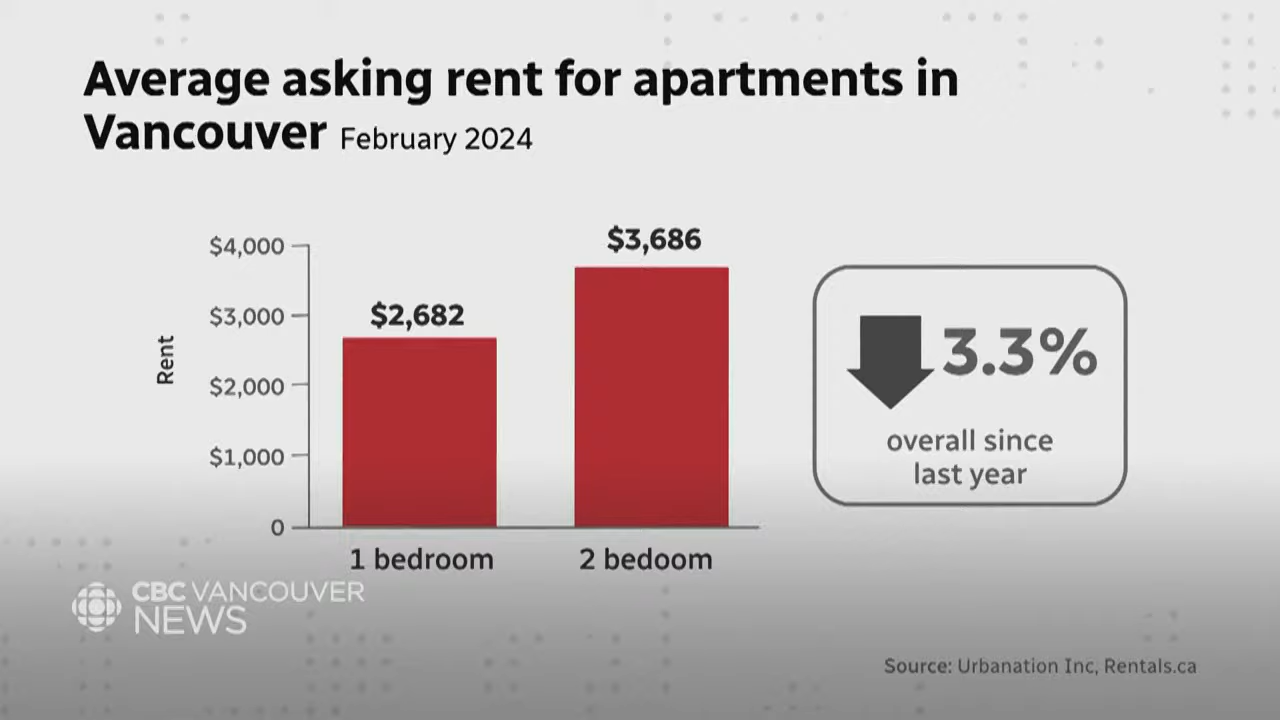 Average asking rent for apartments in
Vancouver February 2024
$4,000
$3,000
$2,000
$1,000
0
Rent
$2,682
$3,686
1 bedroom
2 bedoom
3.3%
overall since
last year
CBC VANCOUVER
NEWS
Source: Urbanation Inc, Rentals.ca